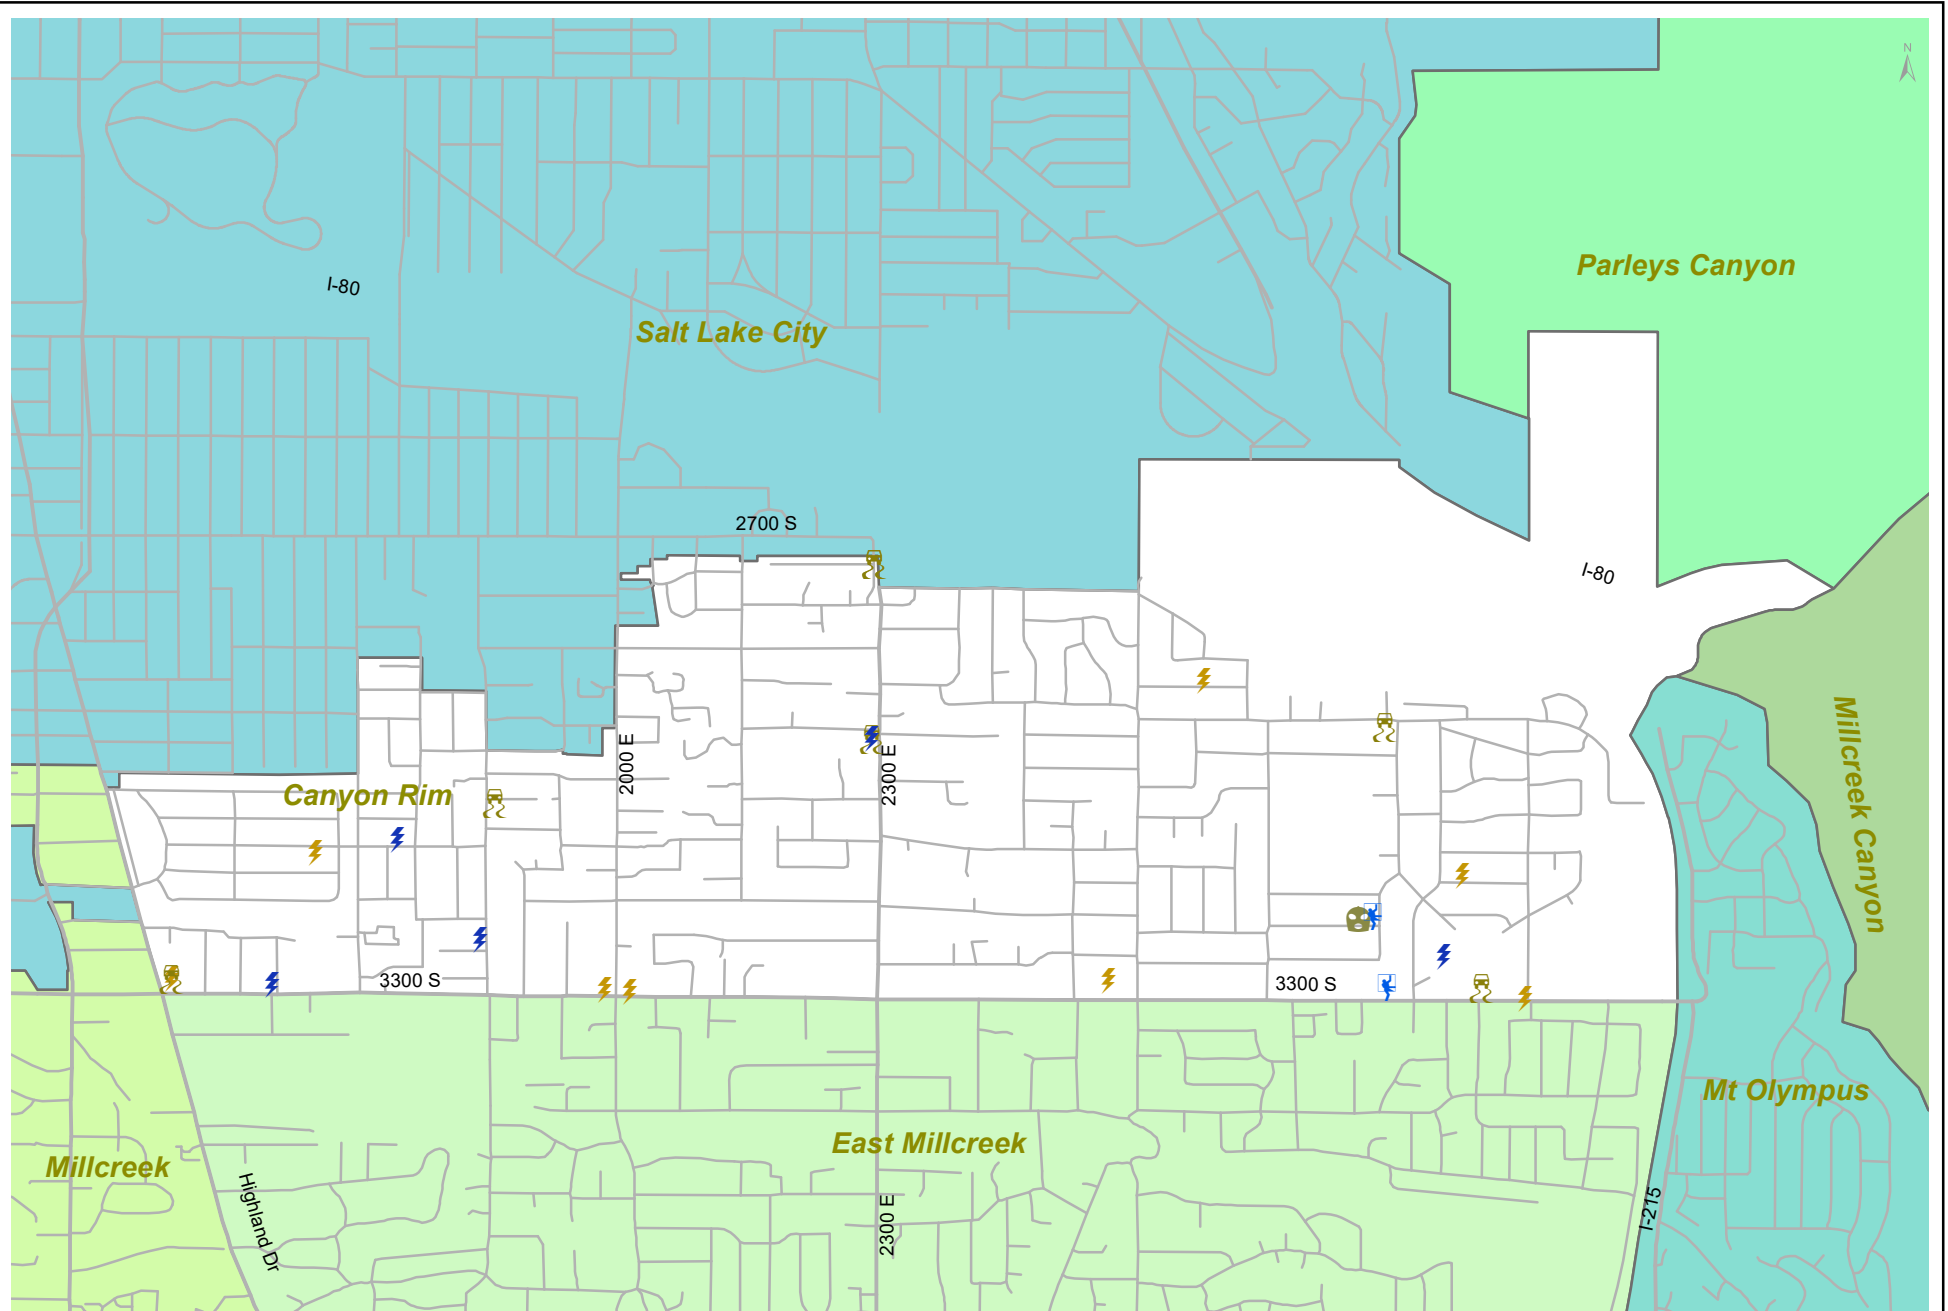 N
Parleys Canyon
I-80
Salt Lake City
2700 S
I-80
Millcreek Canyon
2000 E
2300 E
Canyon Rim
3300 S
3300 S
Mt Olympus
East Millcreek
Millcreek
Highland Dr
2300 E
I-215